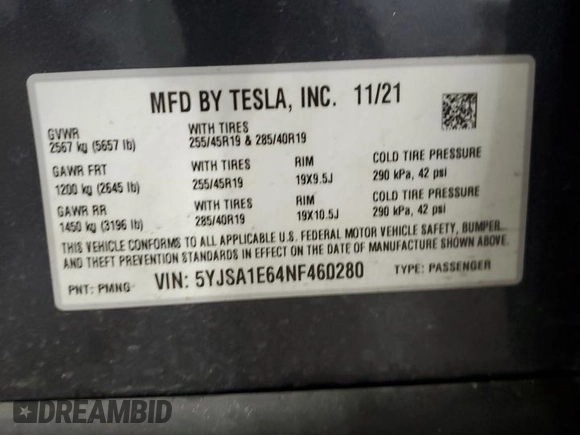 MFD BY TESLA, INC. 11/21
GVWR WITH TIRES
2567 kg (5657 lb) 255/45R19 & 285/40R19
GAWR FRT WITH TIRES RIM COLD TIRE PRESSURE
1200 kg (2645 lb) 255/45R19 19X9.5J 290 kPa, 42 psi
GAWR RR WITH TIRES RIM COLD TIRE PRESSURE
1450 kg (3196 lb) 285/40R19 19X10.5J 290 kPa, 42 psi
THIS VEHICLE CONFORMS TO ALL APPLICABLE U.S. FEDERAL MOTOR VEHICLE SAFETY, BUMPER
AND THEFT PREVENTION STANDARDS IN EFFECT ON THE DATE OF MANUFACTURE SHOWN ABOVE.
PNT: PMNG VIN: 5YJSA1E64NF460280 TYPE: PASSENGER
DREAMBID